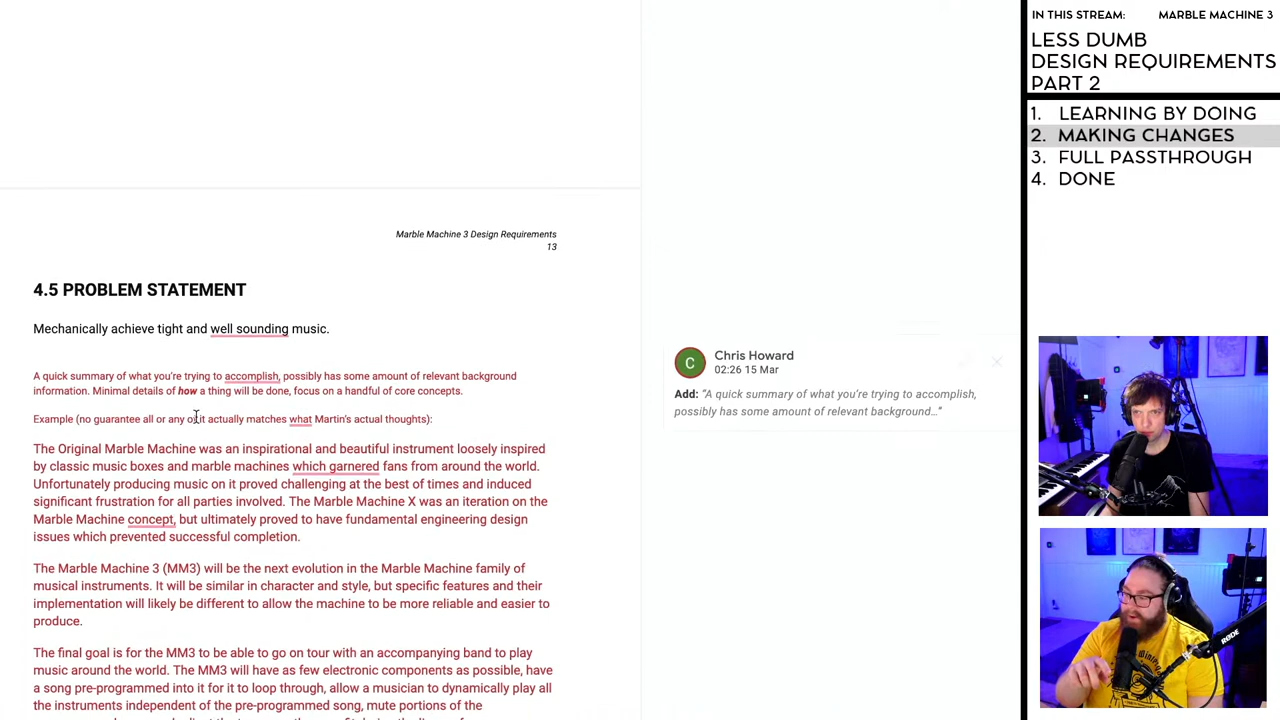 IN THIS STREAM: MARBLE MACHINE 3
LESS DUMB
DESIGN REQUIREMENTS
PART 2
1. LEARNING BY DOING
2. MAKING CHANGES
3. FULL PASSTHROUGH
4. DONE
Marble Machine 3 Design Requirements
13
4.5 PROBLEM STATEMENT
Mechanically achieve tight and well sounding music.
A quick summary of what you're trying to accomplish, possibly has some amount of relevant background
information. Minimal details of how a thing will be done, focus on a handful of core concepts.
Example (no guarantee all or any of it actually matches what Martin's actual thoughts):
The Original Marble Machine was an inspirational and beautiful instrument loosely inspired
by classic music boxes and marble machines which garnered fans from around the world.
Unfortunately producing music on it proved challenging at the best of times and induced
significant frustration for all parties involved. The Marble Machine X was an iteration on the
Marble Machine concept, but ultimately proved to have fundamental engineering design
issues which prevented successful completion.
The Marble Machine 3 (MM3) will be the next evolution in the Marble Machine family of
musical instruments. It will be similar in character and style, but specific features and their
implementation will likely be different to allow the machine to be more reliable and easier to
produce.
The final goal is for the MM3 to be able to go on tour with an accompanying band to play
music around the world. The MM3 will have as few electronic components as possible, have
a song pre-programmed into it for it to loop through, allow a musician to dynamically play all
the instruments independent of the pre-programmed song, mute portions of the
C
Chris Howard
02:26 15 Mar
Add: "A quick summary of what you're trying to accomplish,
possibly has some amount of relevant background…"
RØDE